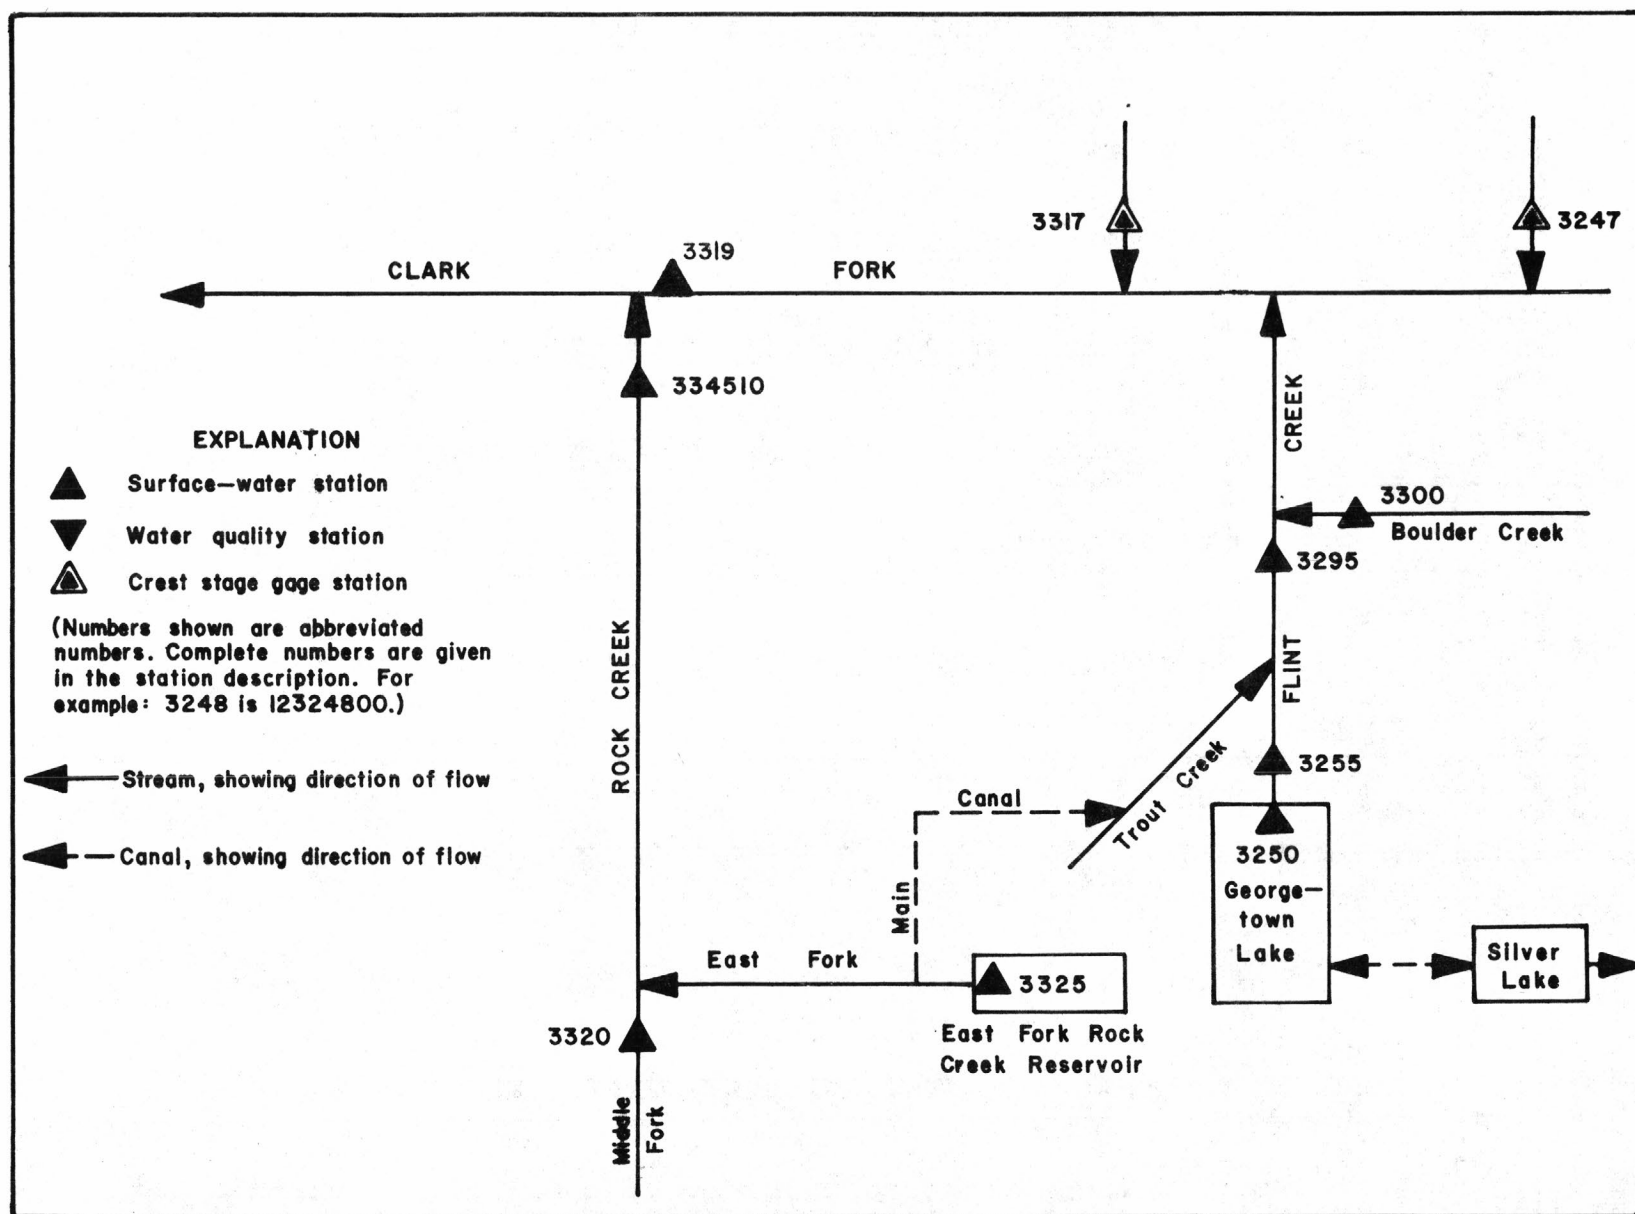 3317
3247
3319
CLARK FORK
334510
CREEK
EXPLANATION
Surface—water station
Water quality station
Crest stage gage station
(Numbers shown are abbreviated
numbers. Complete numbers are given
in the station description. For
example: 3248 is 12324800.)
Stream, showing direction of flow
Canal, showing direction of flow
3300
Boulder Creek
3295
ROCK CREEK
FLINT
3255
Canal
Trout Creek
3250
George—
town
Lake
Main
East Fork
Silver
Lake
3325
East Fork Rock
Creek Reservoir
3320
Middle
Fork